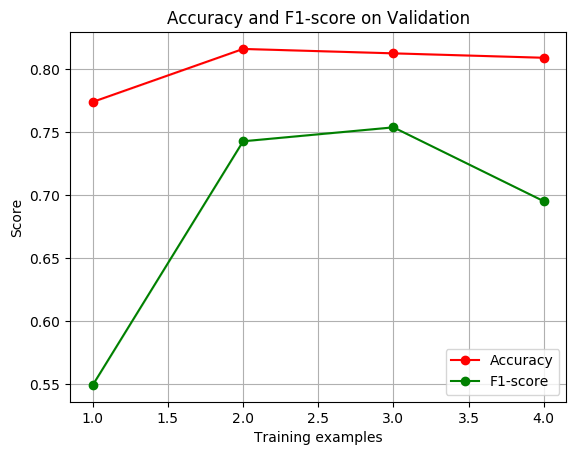 Accuracy and F1-score on Validation
Score
0.80
0.75
0.70
0.65
0.60
0.55
Accuracy
F1-score
1.0 1.5 2.0 2.5 3.0 3.5 4.0
Training examples